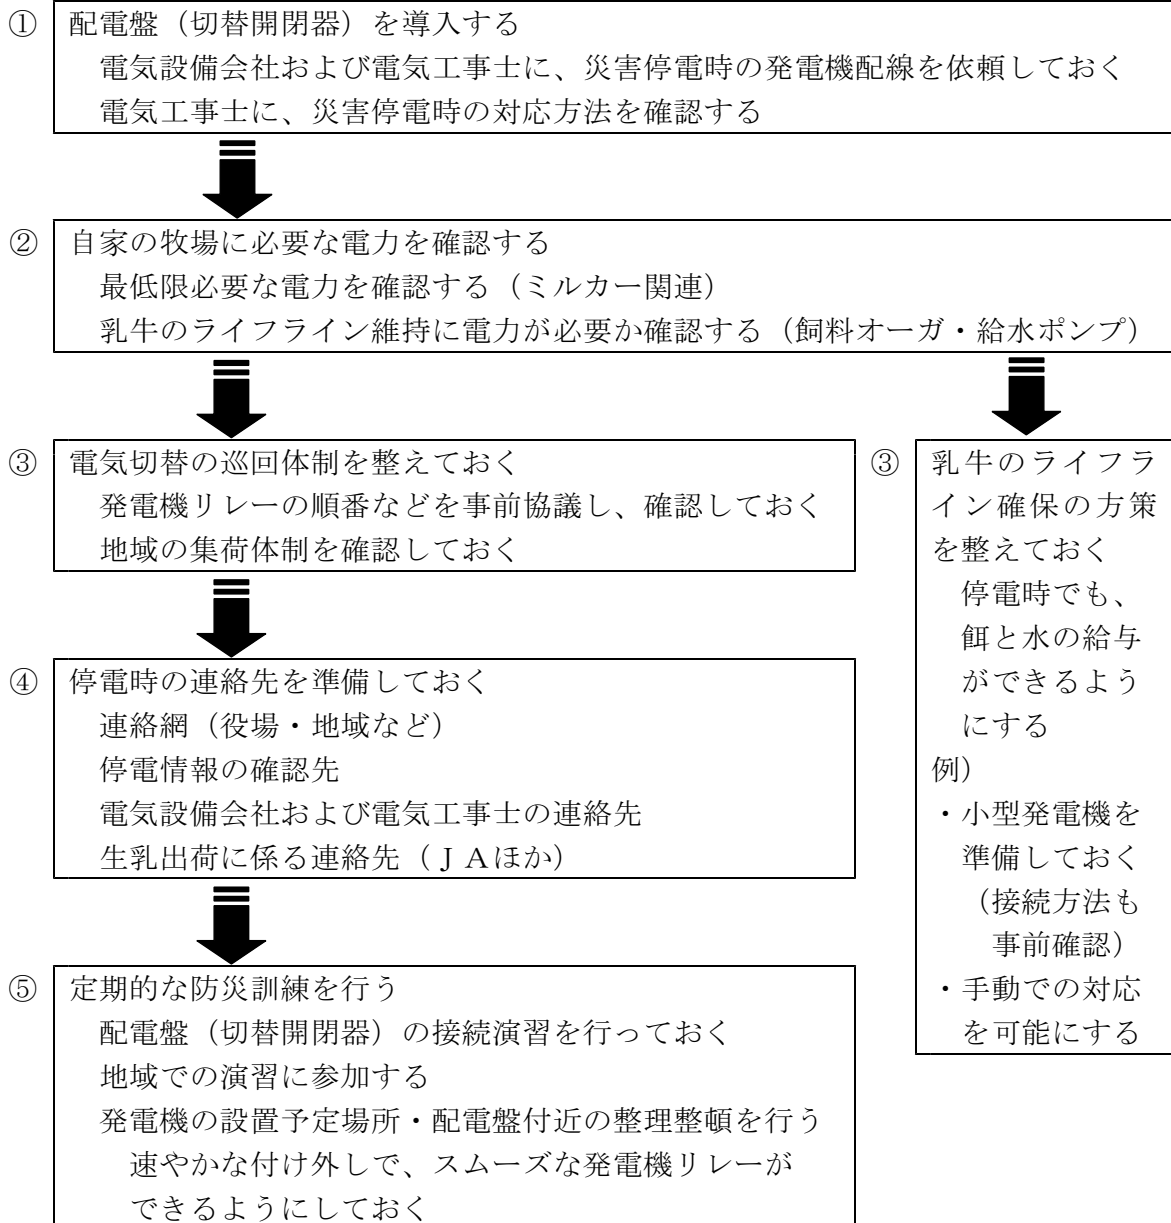 ① 配電盤（切替開閉器）を導入する
電気設備会社および電気工事士に、災害停電時の発電機配線を依頼しておく
電気工事士に、災害停電時の対応方法を確認する
② 自家の牧場に必要な電力を確認する
最低限必要な電力を確認する（ミルカー関連）
乳牛のライフライン維持に電力が必要か確認する（飼料オーガ・給水ポンプ）
③ 電気切替の巡回体制を整えておく
発電機リレーの順番などを事前協議し、確認しておく
地域の集荷体制を確認しておく
④ 停電時の連絡先を準備しておく
連絡網（役場・地域など）
停電情報の確認先
電気設備会社および電気工事士の連絡先
生乳出荷に係る連絡先（ＪＡほか）
⑤ 定期的な防災訓練を行う
配電盤（切替開閉器）の接続演習を行っておく
地域での演習に参加する
発電機の設置予定場所・配電盤付近の整理整頓を行う
速やかな付け外しで、スムーズな発電機リレーが
できるようにしておく
③ 乳牛のライフラ
イン確保の方策
を整えておく
停電時でも、
餌と水の給与
ができるよう
にする
例）
・小型発電機を
準備しておく
（接続方法も
事前確認）
・手動での対応
を可能にする